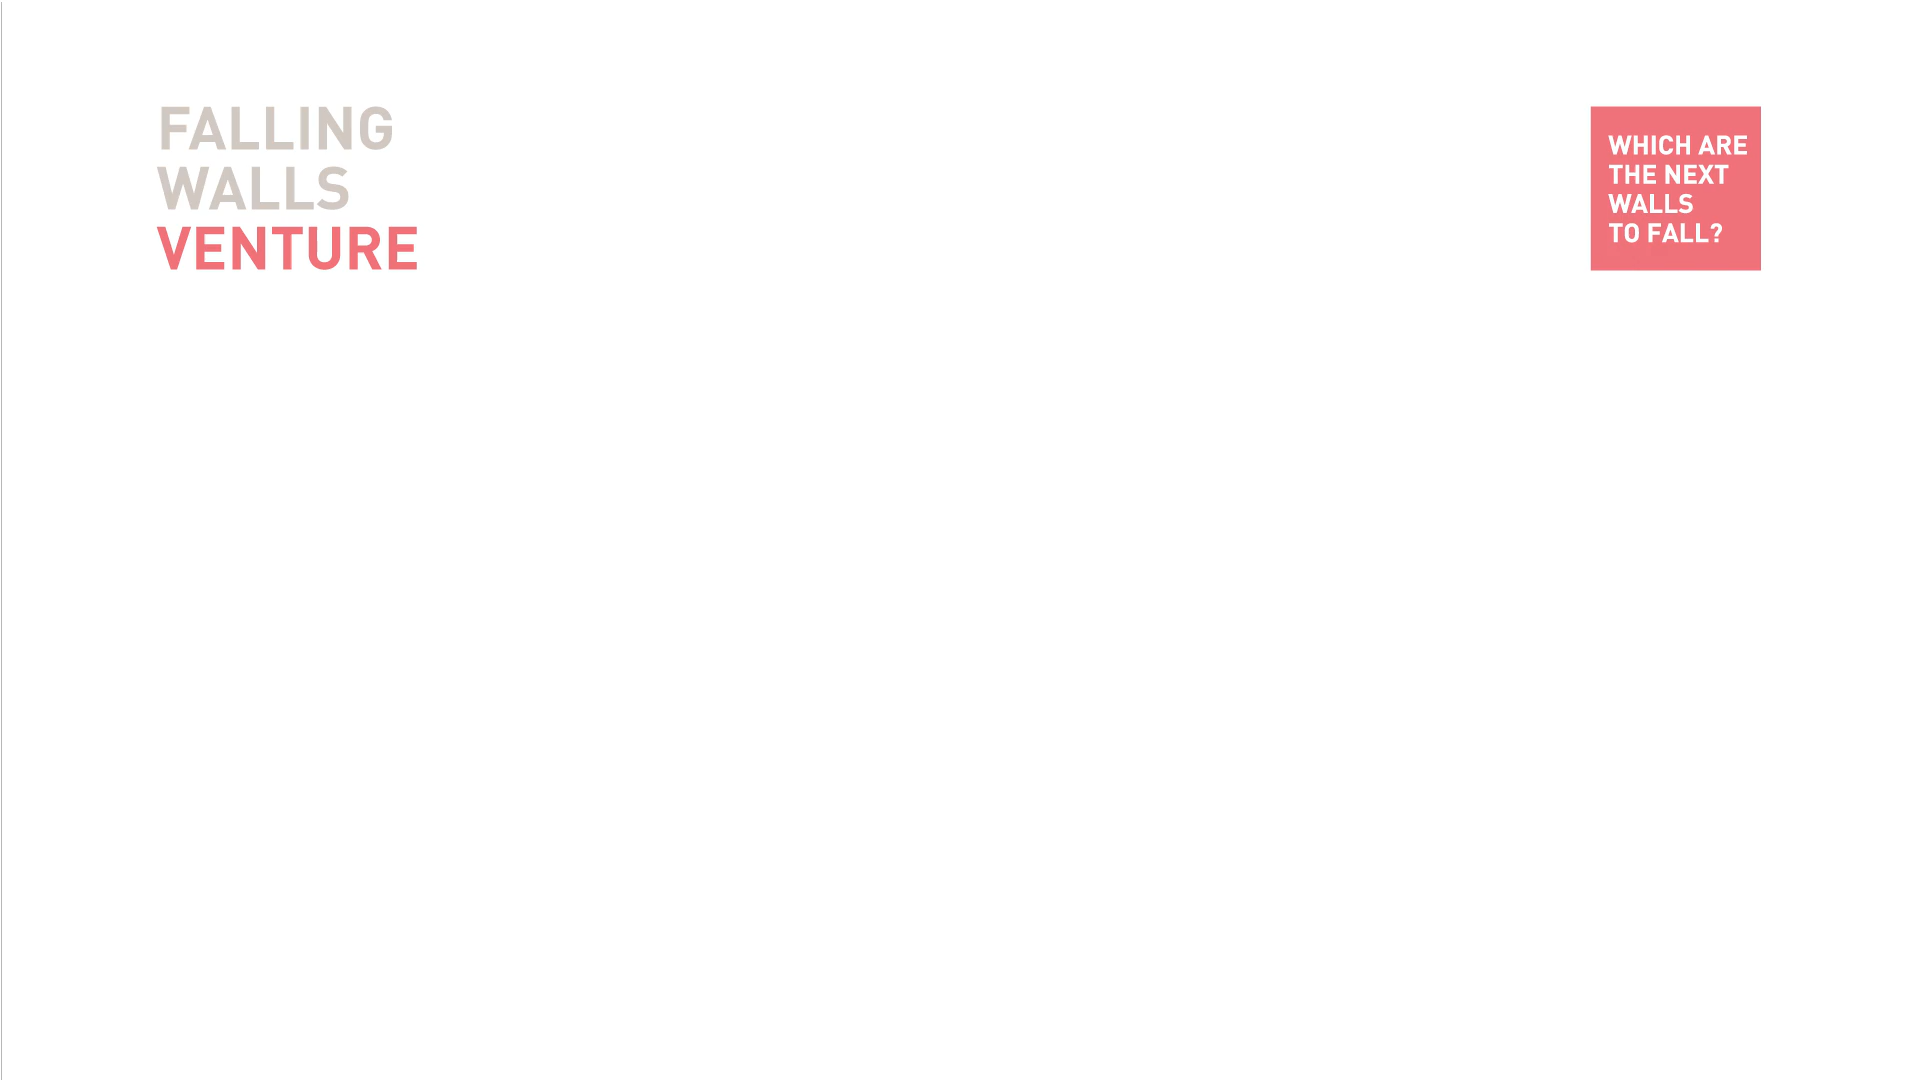 FALLING
WALLS
VENTURE
WHICH ARE
THE NEXT
WALLS
TO FALL?